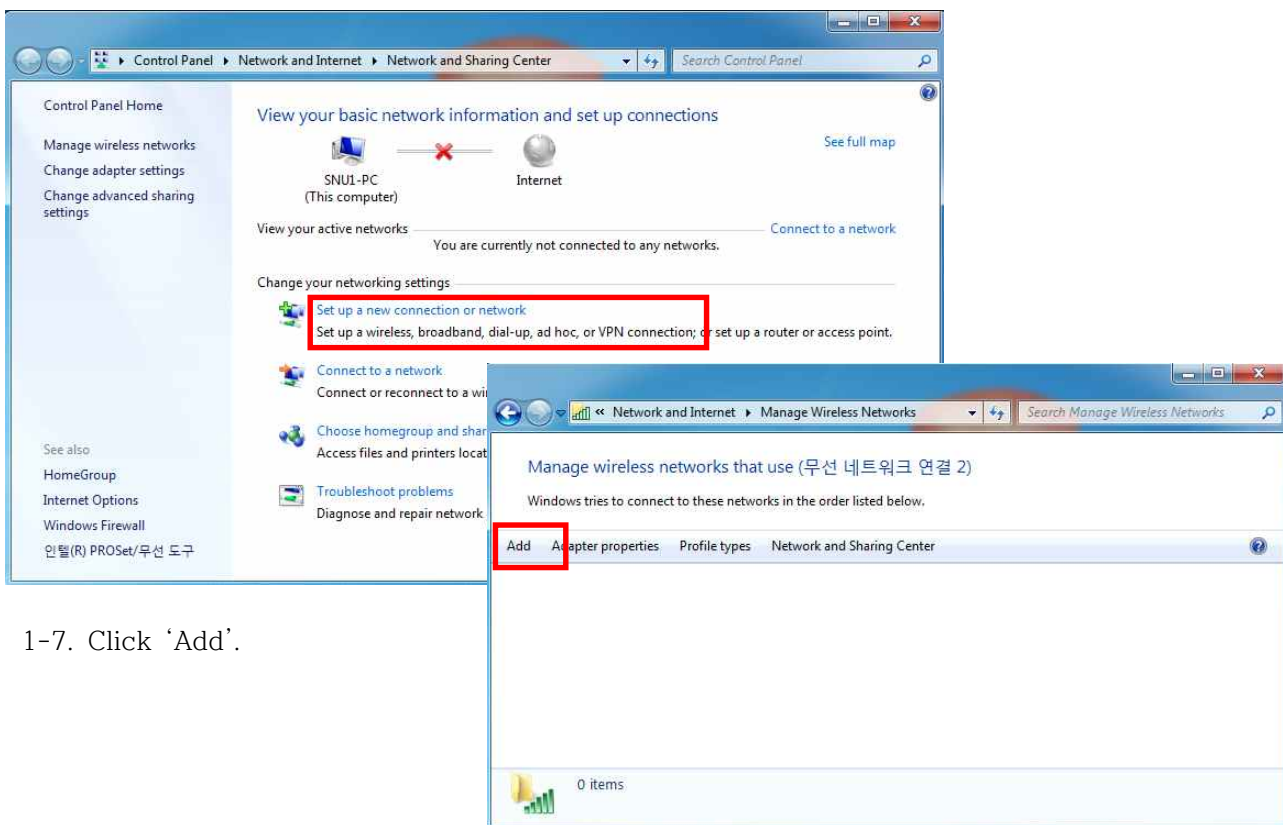 Control Panel ▸ Network and Internet ▸ Network and Sharing Center
Search Control Panel
Control Panel Home
Manage wireless networks
Change adapter settings
Change advanced sharing
settings
See also
HomeGroup
Internet Options
Windows Firewall
인텔(R) PROSet/무선 도구
View your basic network information and set up connections
See full map
SNU1-PC
(This computer)
Internet
View your active networks
Connect to a network
You are currently not connected to any networks.
Change your networking settings
Set up a new connection or network
Set up a wireless, broadband, dial-up, ad hoc, or VPN connection; or set up a router or access point.
Connect to a network
Connect or reconnect to a
Choose homegroup and
Access files and printers
Troubleshoot problems
Diagnose and repair network
« Network and Internet ▸ Manage Wireless Networks
Search Manage Wireless Networks
Manage wireless networks that use (무선 네트워크 연결 2)
Windows tries to connect to these networks in the order listed below.
Add Adapter properties Profile types Network and Sharing Center
0 items
1-7. Click ‘Add’.